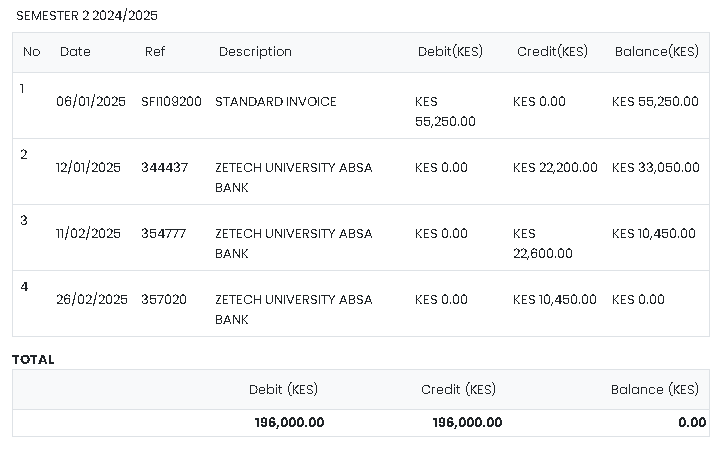 SEMESTER 2 2024/2025
No Date Ref Description Debit(KES) Credit(KES) Balance(KES)
1 06/01/2025 SFI109200 STANDARD INVOICE KES 0.00 KES 55,250.00
KES
55,250.00
2 12/01/2025 344437 ZETECH UNIVERSITY ABSA KES 0.00 KES 22,200.00 KES 33,050.00
BANK
3 11/02/2025 354777 ZETECH UNIVERSITY ABSA KES 0.00 KES KES 10,450.00
BANK 22,600.00
4 26/02/2025 357020 ZETECH UNIVERSITY ABSA KES 0.00 KES 10,450.00 KES 0.00
BANK
TOTAL
Debit (KES) Credit (KES) Balance (KES)
196,000.00 196,000.00 0.00